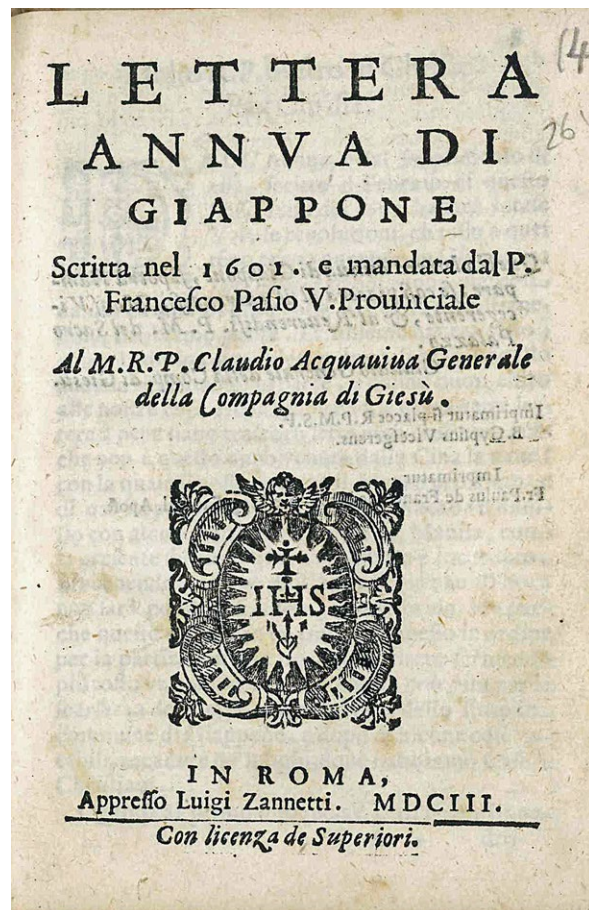 LETTERA
ANNVA DI
GIAPPONE
Scritta nel 1601. e mandata dal P.
Franceſco Paſio V. Prouinciale
Al M.R.P. Claudio Acquauiua Generale
della Compagnia di Giesù.
IHS
IN ROMA,
Appreſſo Luigi Zannetti. MDCIII.
Con licenza de Superiori.